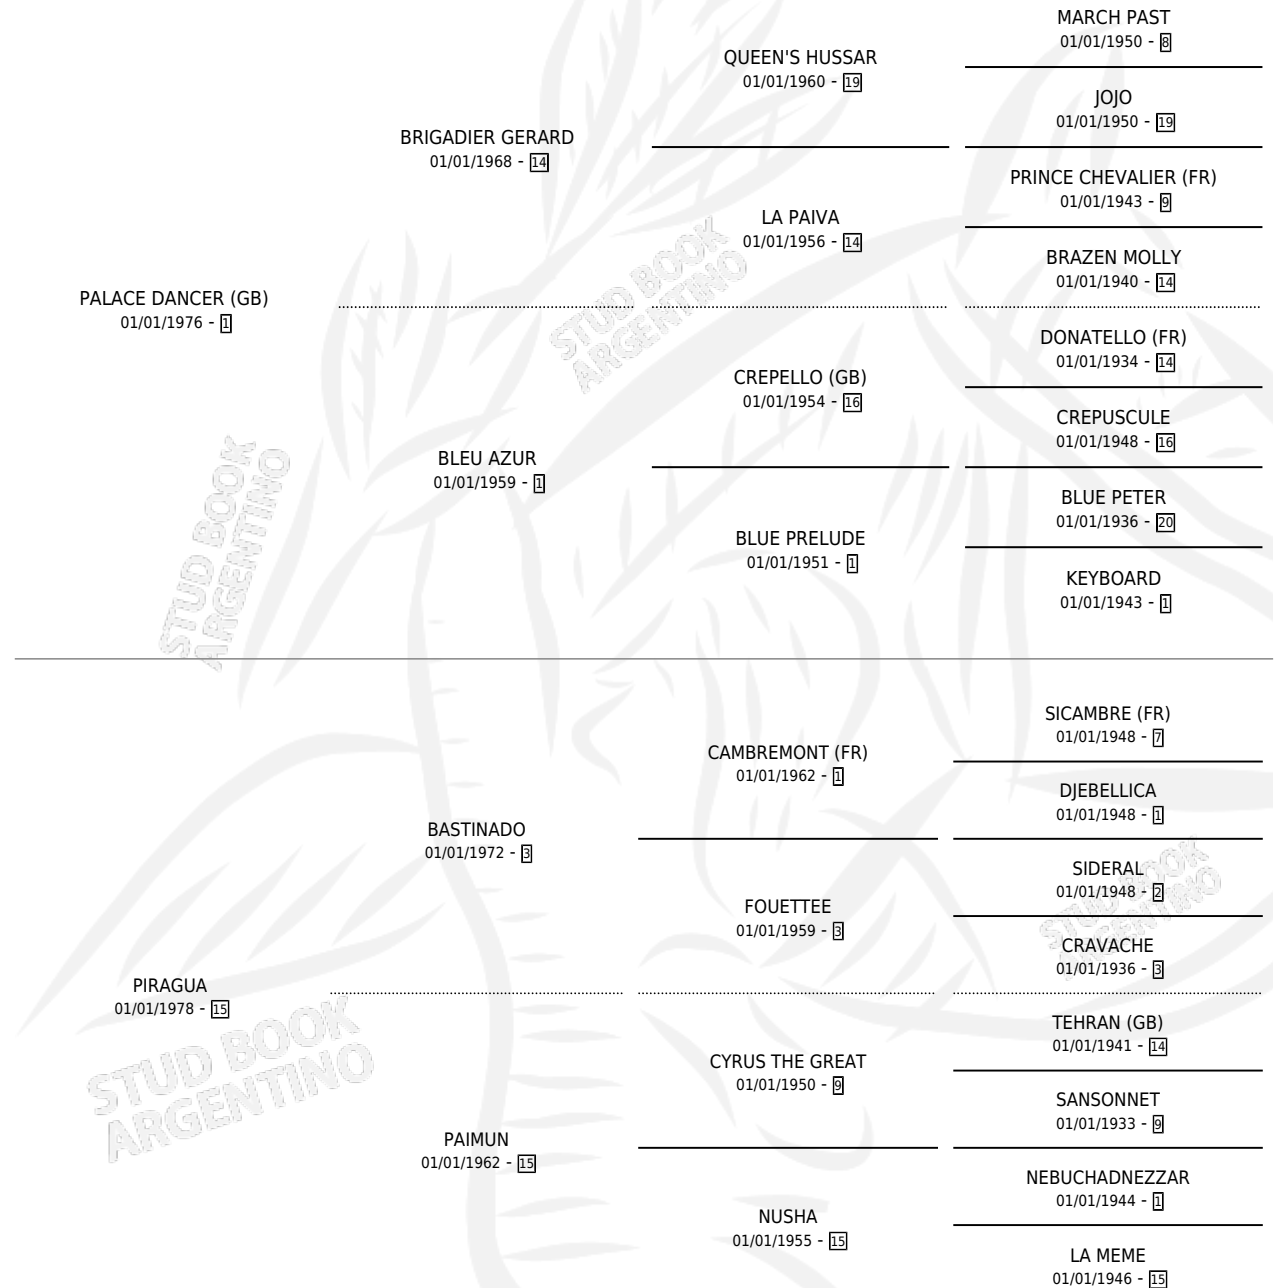 MARCH PAST
01/01/1950 - 8
QUEEN'S HUSSAR
01/01/1960 - 19
JOJO
01/01/1950 - 19
BRIGADIER GERARD
01/01/1968 - 14
PRINCE CHEVALIER (FR)
01/01/1943 - 9
LA PAIVA
01/01/1956 - 14
BRAZEN MOLLY
01/01/1940 - 14
PALACE DANCER (GB)
01/01/1976 - 1
STUD BOOK
ARGENTINO
DONATELLO (FR)
01/01/1934 - 14
CREPELLO (GB)
01/01/1954 - 16
CREPUSCULE
01/01/1948 - 16
BLEU AZUR
01/01/1959 - 1
BLUE PETER
01/01/1936 - 20
BLUE PRELUDE
01/01/1951 - 1
KEYBOARD
01/01/1943 - 1
STUD BOOK
ARGENTINO
SICAMBRE (FR)
01/01/1948 - 7
CAMBREMONT (FR)
01/01/1962 - 1
DJEBELLICA
01/01/1948 - 1
BASTINADO
01/01/1972 - 3
SIDERAL
01/01/1948 - 2
FOUETTEE
01/01/1959 - 3
STUD BOOK
ARGENTINO
CRAVACHE
01/01/1936 - 3
PIRAGUA
01/01/1978 - 15
STUD BOOK
ARGENTINO
TEHRAN (GB)
01/01/1941 - 14
CYRUS THE GREAT
01/01/1950 - 9
SANSONNET
01/01/1933 - 9
PAIMUN
01/01/1962 - 15
NEBUCHADNEZZAR
01/01/1944 - 1
NUSHA
01/01/1955 - 15
LA MEME
01/01/1946 - 15